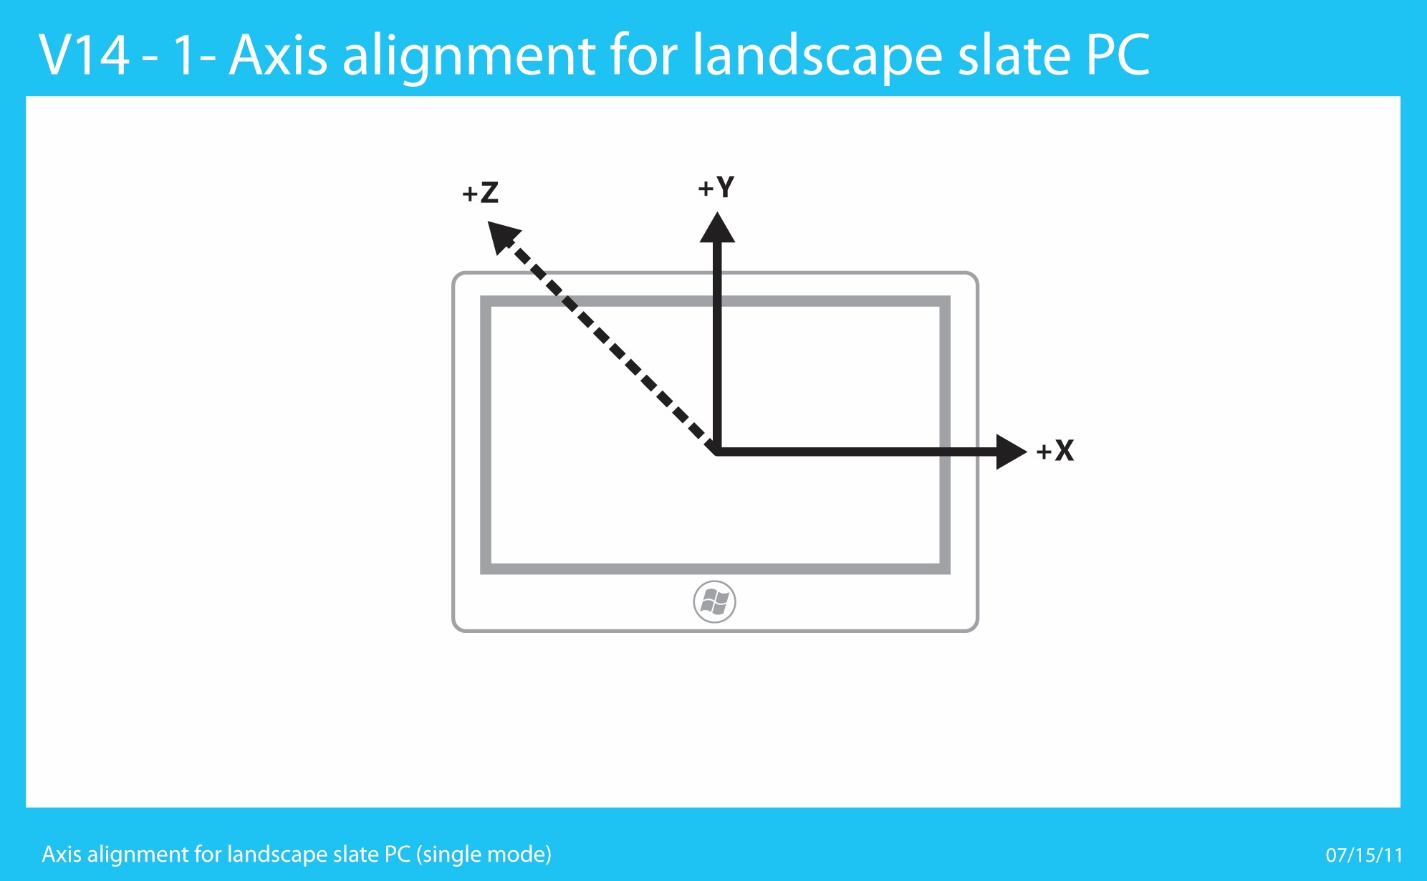 V14 - 1- Axis alignment for landscape slate PC
+Z
+Y
+X
Axis alignment for landscape slate PC (single mode)
07/15/11